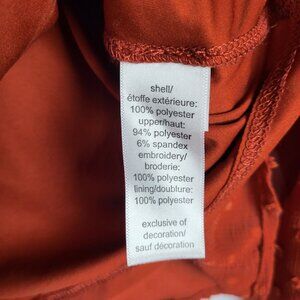 shell/
étoffe extérieure:
100% polyester
upper/haut:
94% polyester
6% spandex
embroidery/
broderie:
100% polyester
lining/doublure:
100% polyester
exclusive of
decoration/
sauf décoration